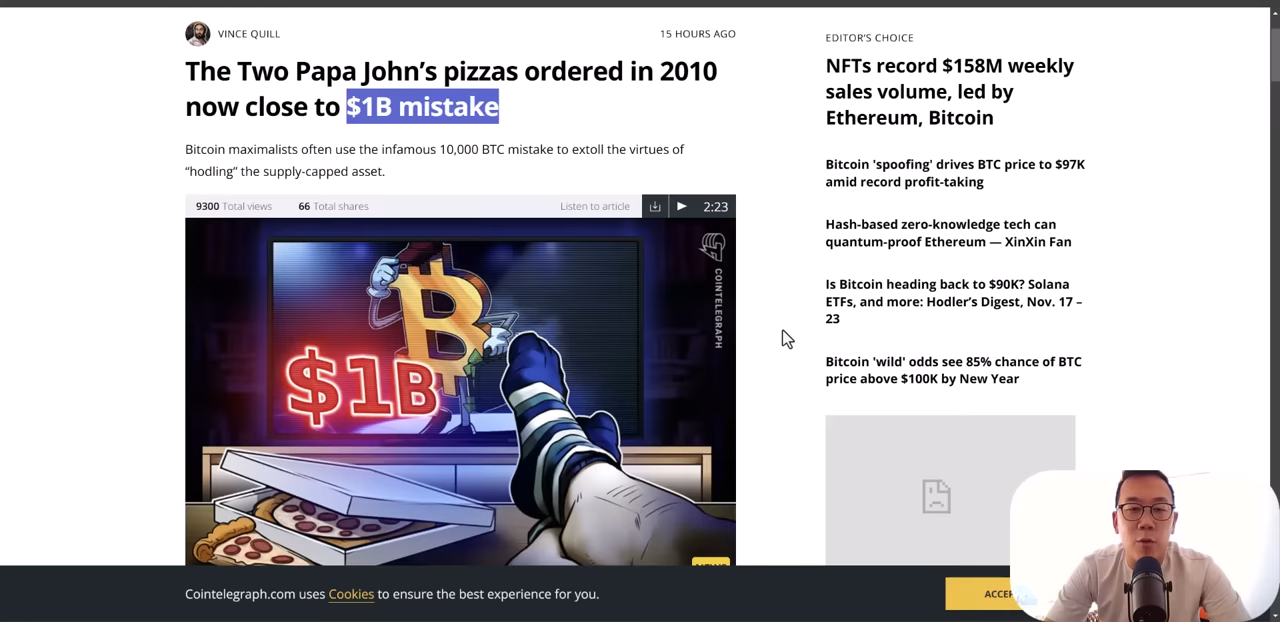 VINCE QUILL
15 HOURS AGO
The Two Papa John’s pizzas ordered in 2010
now close to $1B mistake
Bitcoin maximalists often use the infamous 10,000 BTC mistake to extoll the virtues of
“hodling” the supply-capped asset.
9300 Total views 66 Total shares Listen to article 2:23
COINTELEGRAPH
$1B
EDITOR’S CHOICE
NFTs record $158M weekly
sales volume, led by
Ethereum, Bitcoin
Bitcoin 'spoofing' drives BTC price to $97K
amid record profit-taking
Hash-based zero-knowledge tech can
quantum-proof Ethereum — XinXin Fan
Is Bitcoin heading back to $90K? Solana
ETFs, and more: Hodler’s Digest, Nov. 17 –
23
Bitcoin 'wild' odds see 85% chance of BTC
price above $100K by New Year
Cointelegraph.com uses Cookies to ensure the best experience for you.